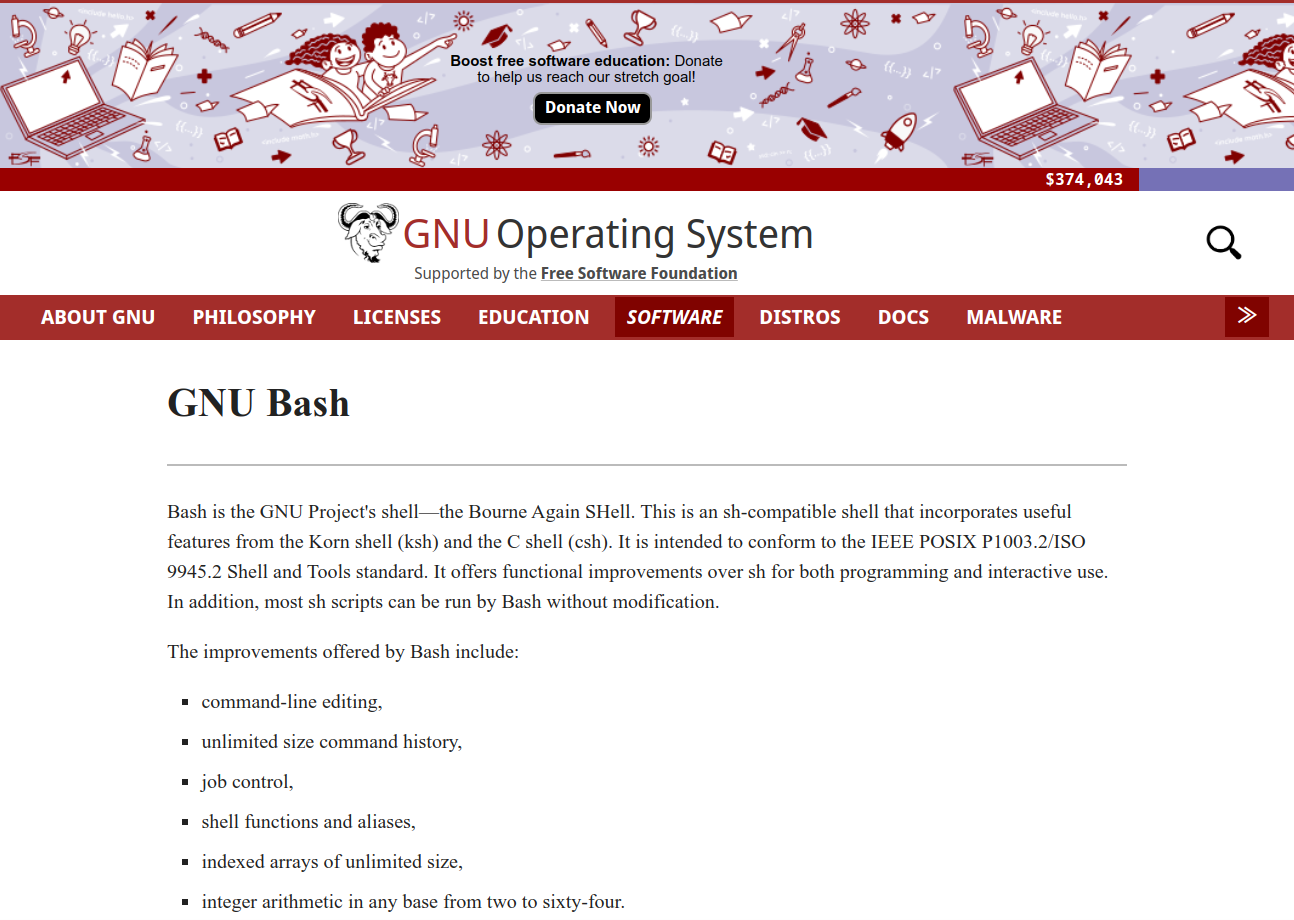 Boost free software education: Donate
to help us reach our stretch goal!
Donate Now
$374,043
GNU Operating System
Supported by the Free Software Foundation
ABOUT GNU PHILOSOPHY LICENSES EDUCATION SOFTWARE DISTROS DOCS MALWARE
GNU Bash
Bash is the GNU Project's shell—the Bourne Again SHell. This is an sh-compatible shell that incorporates useful
features from the Korn shell (ksh) and the C shell (csh). It is intended to conform to the IEEE POSIX P1003.2/ISO
9945.2 Shell and Tools standard. It offers functional improvements over sh for both programming and interactive use.
In addition, most sh scripts can be run by Bash without modification.
The improvements offered by Bash include:
▪ command-line editing,
▪ unlimited size command history,
▪ job control,
▪ shell functions and aliases,
▪ indexed arrays of unlimited size,
▪ integer arithmetic in any base from two to sixty-four.